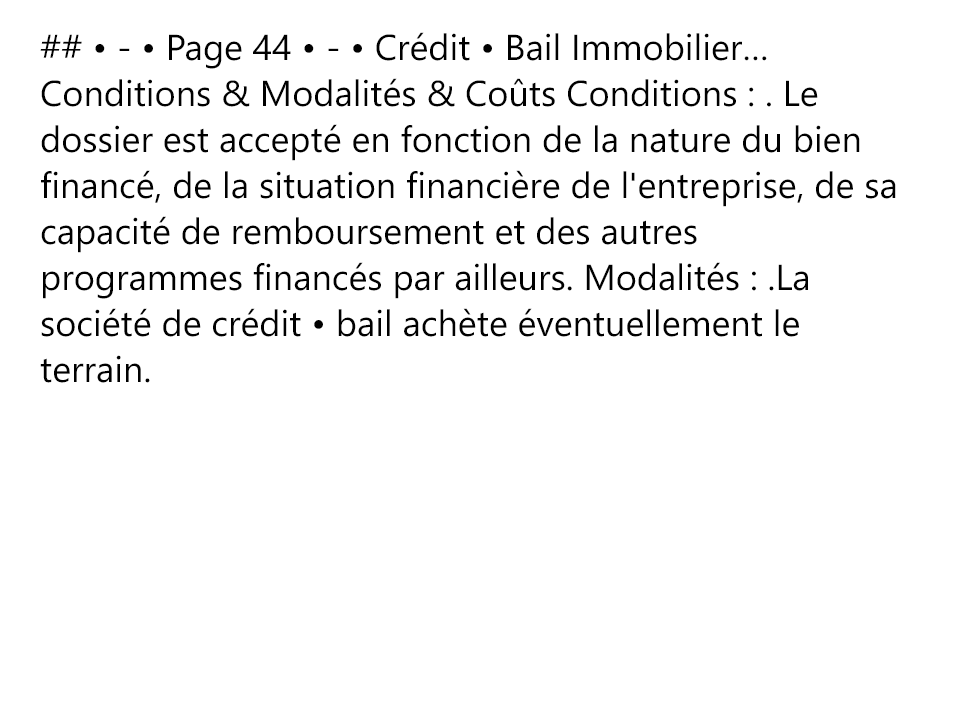 ## • - • Page 44 • - • Crédit • Bail Immobilier...
Conditions & Modalités & Coûts Conditions : . Le
dossier est accepté en fonction de la nature du bien
financé, de la situation financière de l'entreprise, de sa
capacité de remboursement et des autres
programmes financés par ailleurs. Modalités : .La
société de crédit • bail achète éventuellement le
terrain.